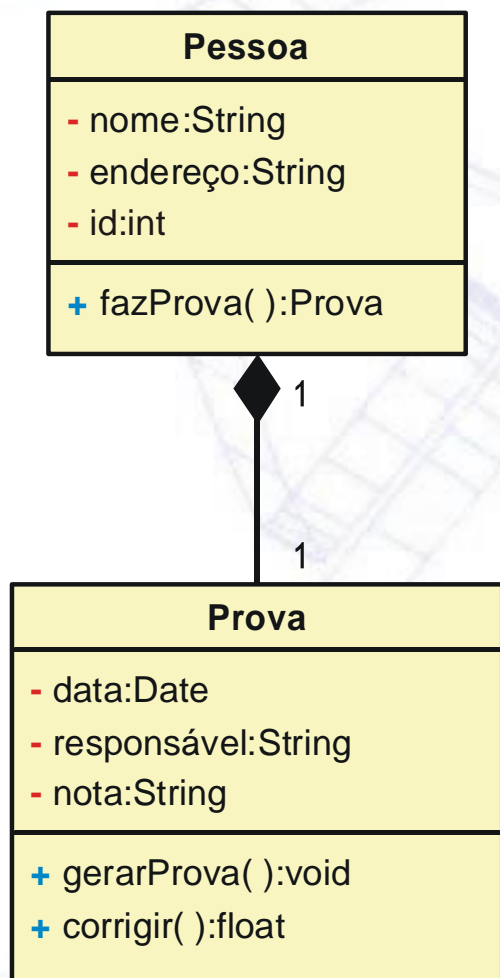 Pessoa
- nome:String
- endereço:String
- id:int
+ fazProva( ):Prova
1
1
Prova
- data:Date
- responsável:String
- nota:String
+ gerarProva( ):void
+ corrigir( ):float